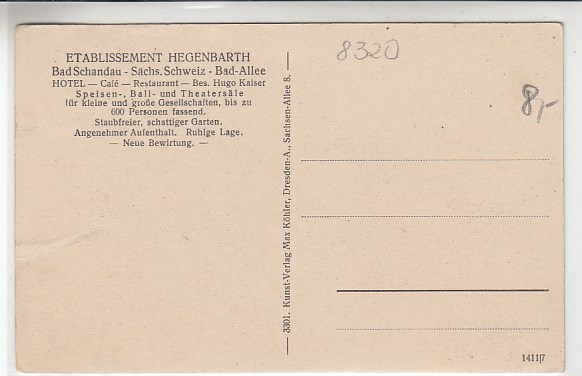 ETABLISSEMENT HEGENBARTH
Bad Schandau - Sächs. Schweiz - Bad-Allee
HOTEL — Café — Restaurant — Bes. Hugo Kaiser
Speisen-, Ball- und Theatersäle
für kleine und große Gesellschaften, bis zu
600 Personen fassend.
Staubfreier, schattiger Garten.
Angenehmer Aufenthalt. Ruhige Lage.
— Neue Bewirtung. —
3301. Kunst-Verlag Max Köhler, Dresden-A., Sachsen-Allee 8.
8320
8,-
1411|7